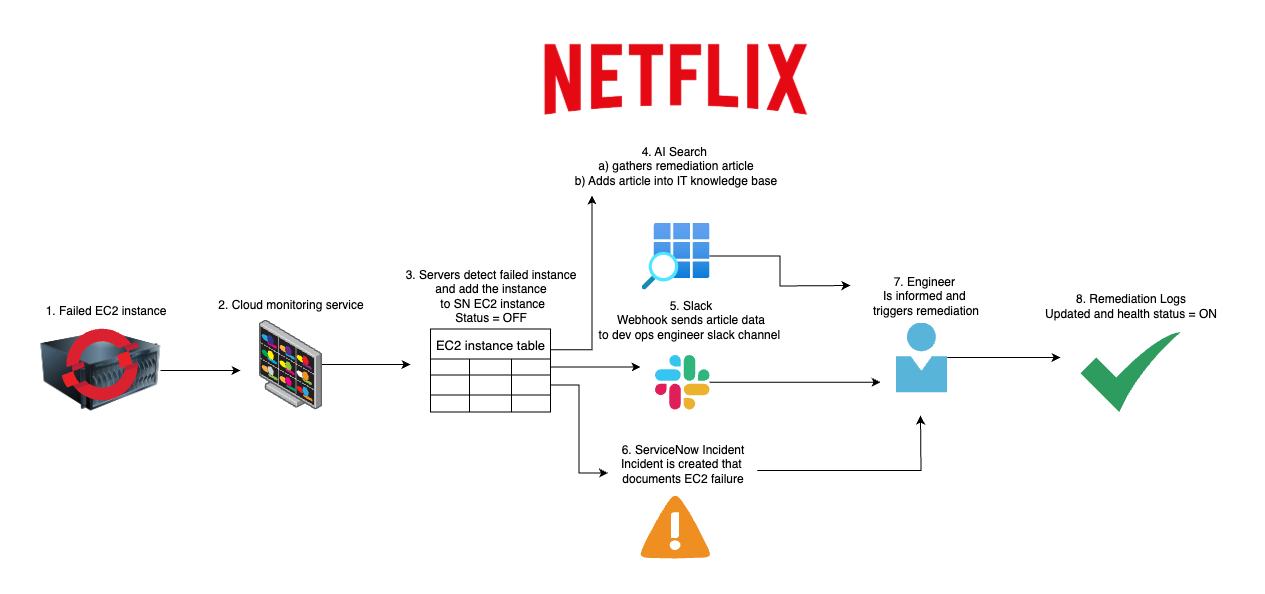 NETFLIX
1. Failed EC2 instance
2. Cloud monitoring service
3. Servers detect failed instance
and add the instance
to SN EC2 instance
Status = OFF
EC2 instance table
4. AI Search
a) gathers remediation article
b) Adds article into IT knowledge base
5. Slack
Webhook sends article data
to dev ops engineer slack channel
6. ServiceNow Incident
Incident is created that
documents EC2 failure
7. Engineer
Is informed and
triggers remediation
8. Remediation Logs
Updated and health status = ON